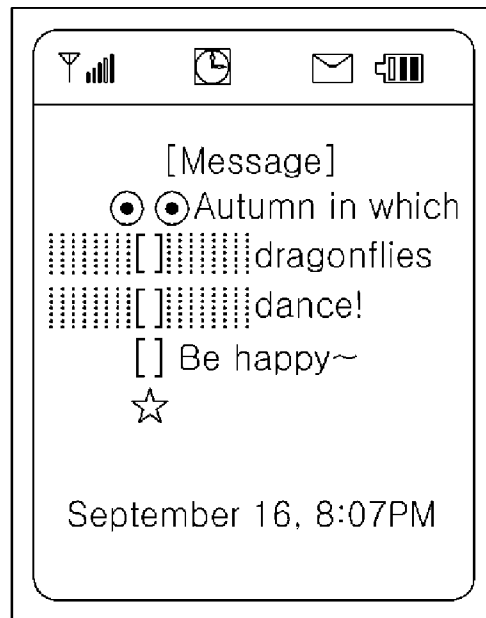 [Message]
⦿ ⦿Autumn in which
⁞⁞⁞⁞⁞⁞⁞⁞[ ]⁞⁞⁞⁞⁞⁞⁞⁞dragonflies
⁞⁞⁞⁞⁞⁞⁞⁞[ ]⁞⁞⁞⁞⁞⁞⁞⁞dance!
[ ] Be happy~
☆
September 16, 8:07PM